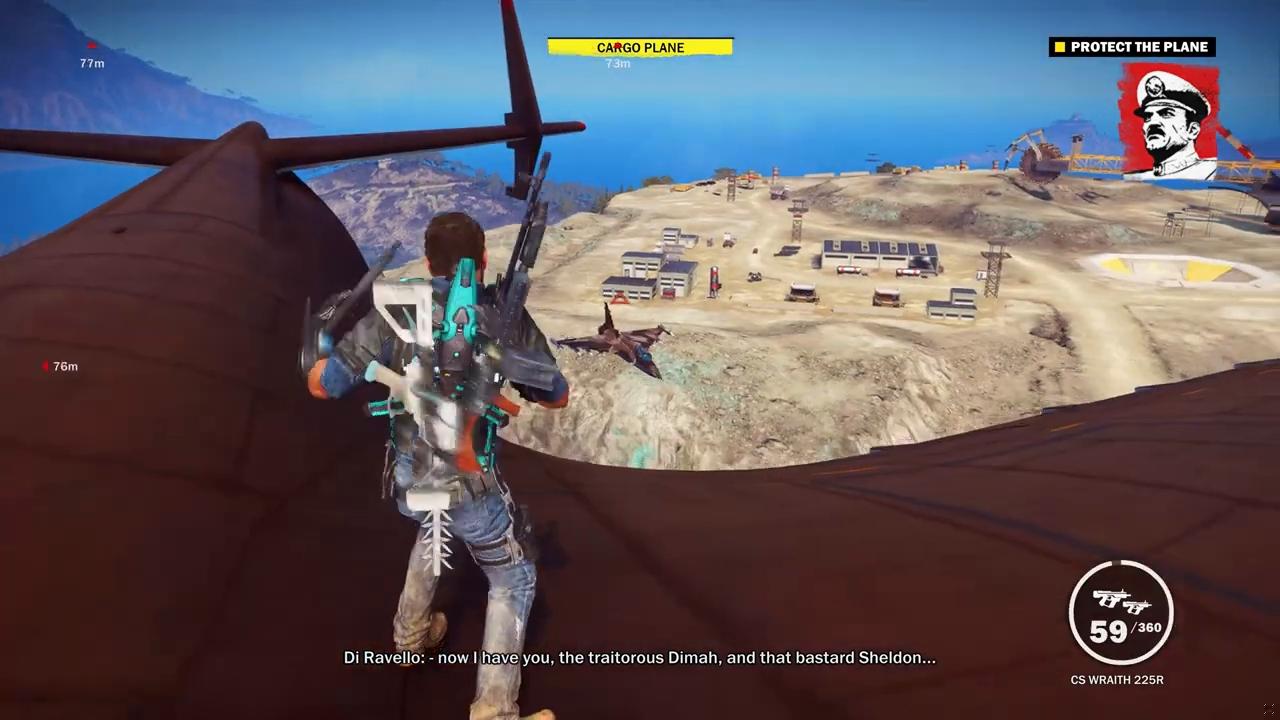 CARGO PLANE
PROTECT THE PLANE
77m
73m
76m
59/360
Di Ravello: - now I have you, the traitorous Dimah, and that bastard Sheldon...
CS WRAITH 225R